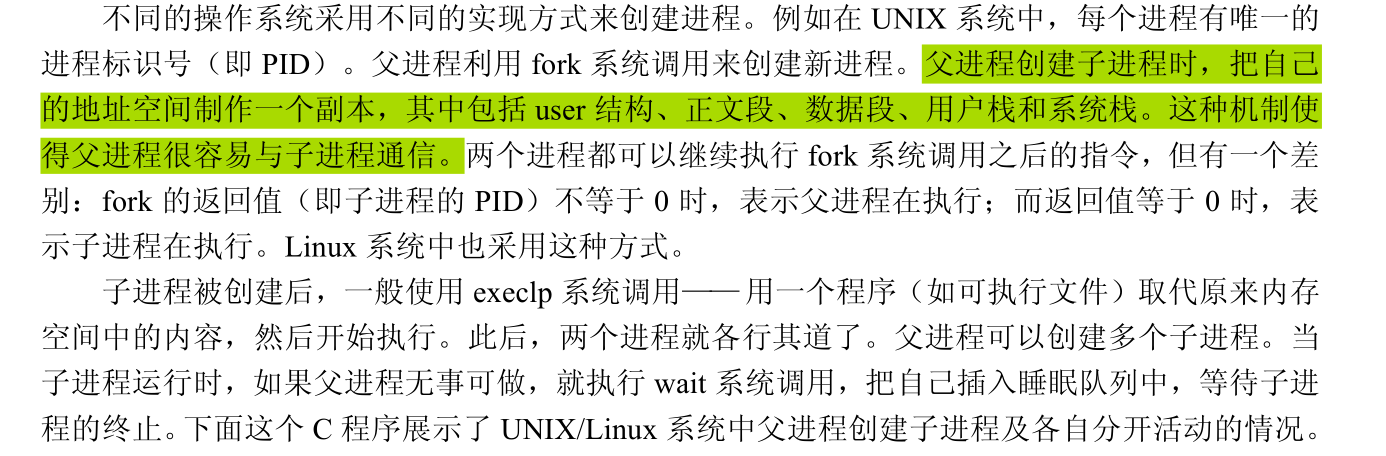 不同的操作系统采用不同的实现方式来创建进程。例如在 UNIX 系统中，每个进程有唯一的
进程标识号（即 PID）。父进程利用 fork 系统调用来创建新进程。父进程创建子进程时，把自己
的地址空间制作一个副本，其中包括 user 结构、正文段、数据段、用户栈和系统栈。这种机制使
得父进程很容易与子进程通信。两个进程都可以继续执行 fork 系统调用之后的指令，但有一个差
别：fork 的返回值（即子进程的 PID）不等于 0 时，表示父进程在执行；而返回值等于 0 时，表
示子进程在执行。Linux 系统中也采用这种方式。
子进程被创建后，一般使用 execlp 系统调用—— 用一个程序（如可执行文件）取代原来内存
空间中的内容，然后开始执行。此后，两个进程就各行其道了。父进程可以创建多个子进程。当
子进程运行时，如果父进程无事可做，就执行 wait 系统调用，把自己插入睡眠队列中，等待子进
程的终止。下面这个 C 程序展示了 UNIX/Linux 系统中父进程创建子进程及各自分开活动的情况。